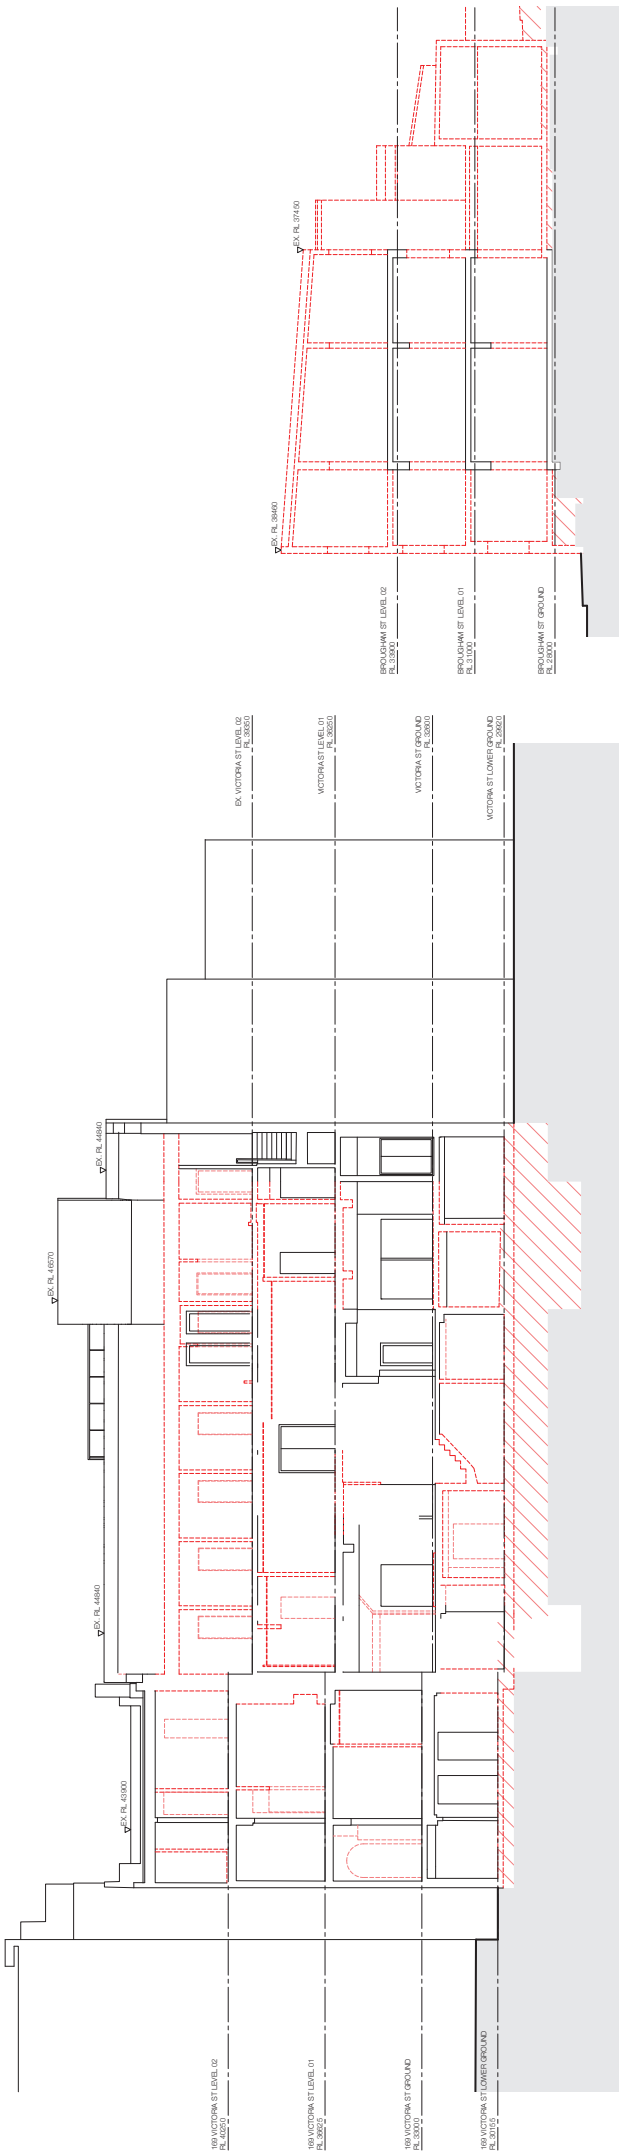 EX. RL 37450
EX. RL 38460
BROUGHAM ST LEVEL 02
RL 33900
BROUGHAM ST LEVEL 01
RL 31000
BROUGHAM ST GROUND
RL 28000
EX. VICTORIA ST LEVEL 02
RL 39350
VICTORIA ST LEVEL 01
RL 36250
VICTORIA ST GROUND
RL 32600
VICTORIA ST LOWER GROUND
RL 29920
EX. RL 44840
EX. RL 46570
EX. RL 44840
EX. RL 43900
169 VICTORIA ST LEVEL 02
RL 40250
169 VICTORIA ST LEVEL 01
RL 36625
169 VICTORIA ST GROUND
RL 33000
169 VICTORIA ST LOWER GROUND
RL 30155